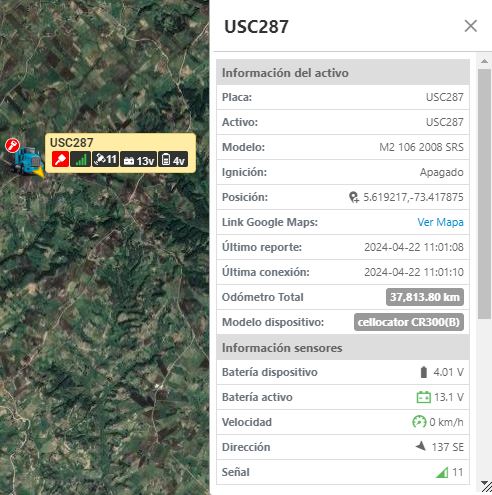 USC287
USC287
11 13v 4v
Información del activo
Placa: USC287
Activo: USC287
Modelo: M2 106 2008 SRS
Ignición: Apagado
Posición: 5.619217,-73.417875
Link Google Maps: Ver Mapa
Último reporte: 2024-04-22 11:01:08
Última conexión: 2024-04-22 11:01:10
Odómetro Total 37,813.80 km
Modelo dispositivo: cellocator CR300(B)
Información sensores
Batería dispositivo 4.01 V
Batería activo 13.1 V
Velocidad 0 km/h
Dirección 137 SE
Señal 11